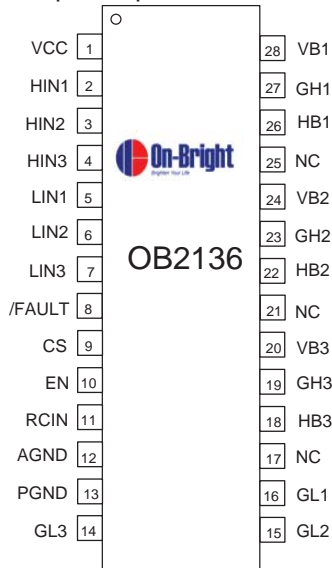 VCC 1 28 VB1
HIN1 2 27 GH1
HIN2 3 26 HB1
HIN3 4 On-Bright 25 NC
Brighten Your Life
LIN1 5 24 VB2
LIN2 6 23 GH2
LIN3 7 OB2136 22 HB2
/FAULT 8 21 NC
CS 9 20 VB3
EN 10 19 GH3
RCIN 11 18 HB3
AGND 12 17 NC
PGND 13 16 GL1
GL3 14 15 GL2